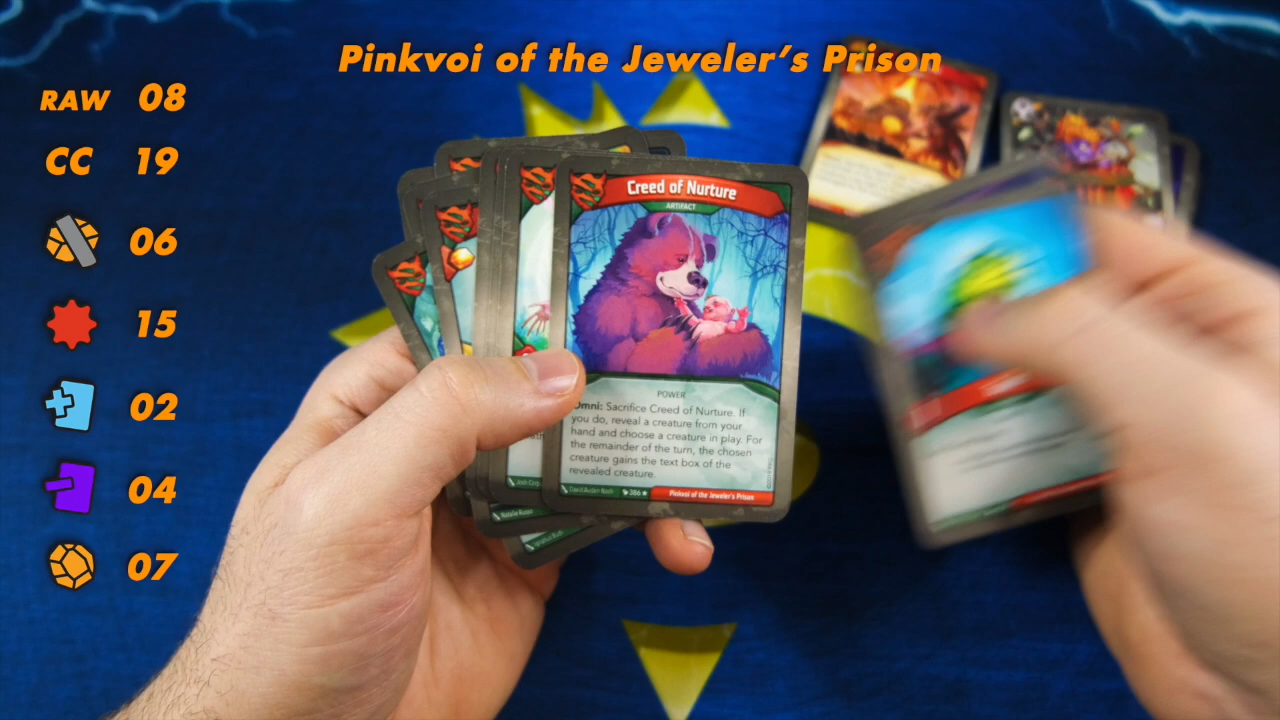 Pinkvoi of the Jeweler's Prison
RAW 08
CC 19
06
15
02
04
07
Creed of Nurture
ARTIFACT
POWER
Omni: Sacrifice Creed of Nurture. If
you do, reveal a creature from your
hand and choose a creature in play. For
the remainder of the turn, the chosen
creature gains the text box of the
revealed creature.
386
Pinkvoi of the Jeweler's Prison